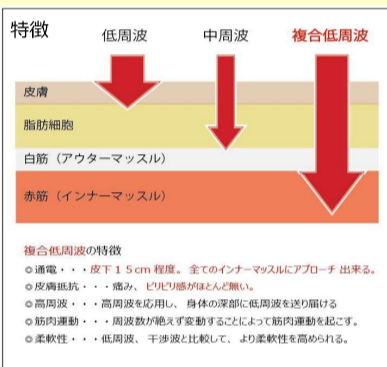 特徴
低周波 中周波 複合低周波
皮膚
脂肪細胞
白筋（アウターマッスル）
赤筋（インナーマッスル）
複合低周波の特徴
◎通電・・・皮下１５cm 程度。 全てのインナーマッスルにアプローチ 出来る。
◎皮膚抵抗・・・痛み、 ピリピリ感がほとんど無い。
◎高周波・・・高周波を応用し、 身体の深部に低周波を送り届ける
◎筋肉運動・・・周波数が絶えず変動することによって筋肉運動を起こす。
◎柔軟性・・・低周波、 干渉波と比較して、 より柔軟性を高められる。